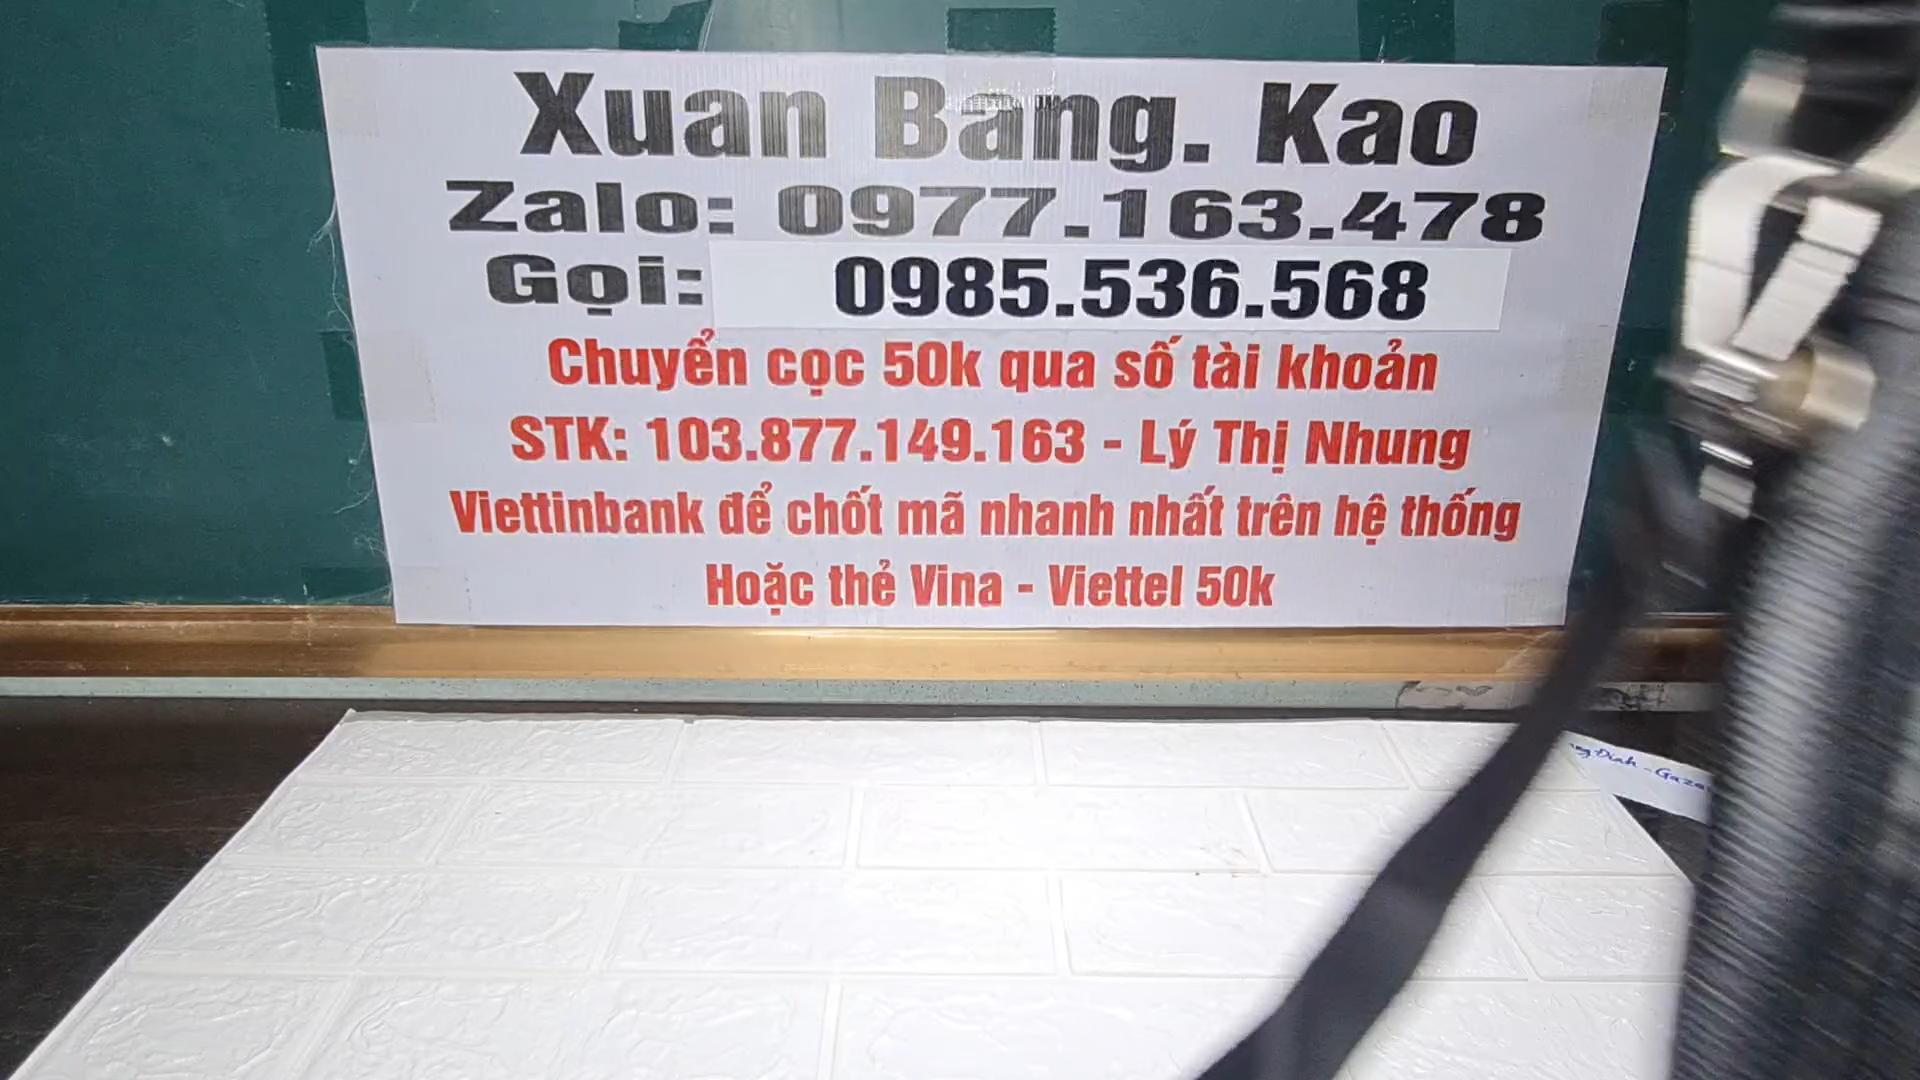 Xuan Bang. Kao
Zalo: 0977.163.478
Gọi: 0985.536.568
Chuyển cọc 50k qua số tài khoản
STK: 103.877.149.163 - Lý Thị Nhung
Viettinbank để chốt mã nhanh nhất trên hệ thống
Hoặc thẻ Vina - Viettel 50k